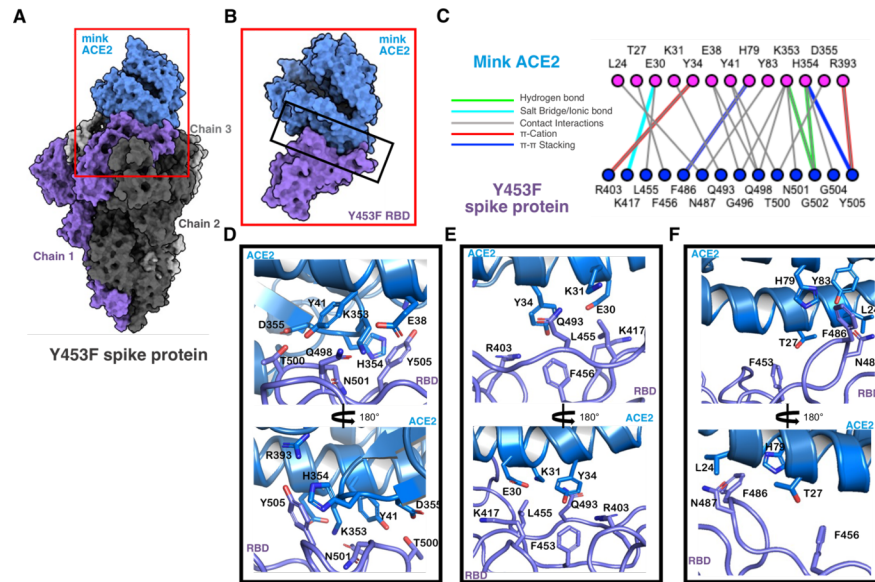 A
mink
ACE2
Chain 3
Chain 2
Chain 1
Y453F spike protein
B
mink
ACE2
Y453F RBD
C
Mink ACE2
T27 K31 E38 H79 K353 D355
L24 E30 Y34 Y41 Y83 H354 R393
Hydrogen bond
Salt Bridge/Ionic bond
Contact Interactions
π-Cation
π-π Stacking
Y453F
spike protein
R403 L455 F486 Q493 Q498 N501 G504
K417 F456 N487 G496 T500 G502 Y505
D
ACE2
Y41
K353
E38
D355
T500
Q498
H354
Y505
N501
RBD
180°
ACE2
R393
H354
Y505
Y41
D355
K353
T500
N501
RBD
E
ACE2
K31
Y34
E30
Q493
L455
K417
R403
F456
RBD
180°
ACE2
K31
Y34
E30
Q493
K417
L455
R403
F453
RBD
F
ACE2
H79
Y83
L24
T27
F486
F453
N48
RBD
180°
ACE2
H79
L24
F486
T27
N487
F456
RBD